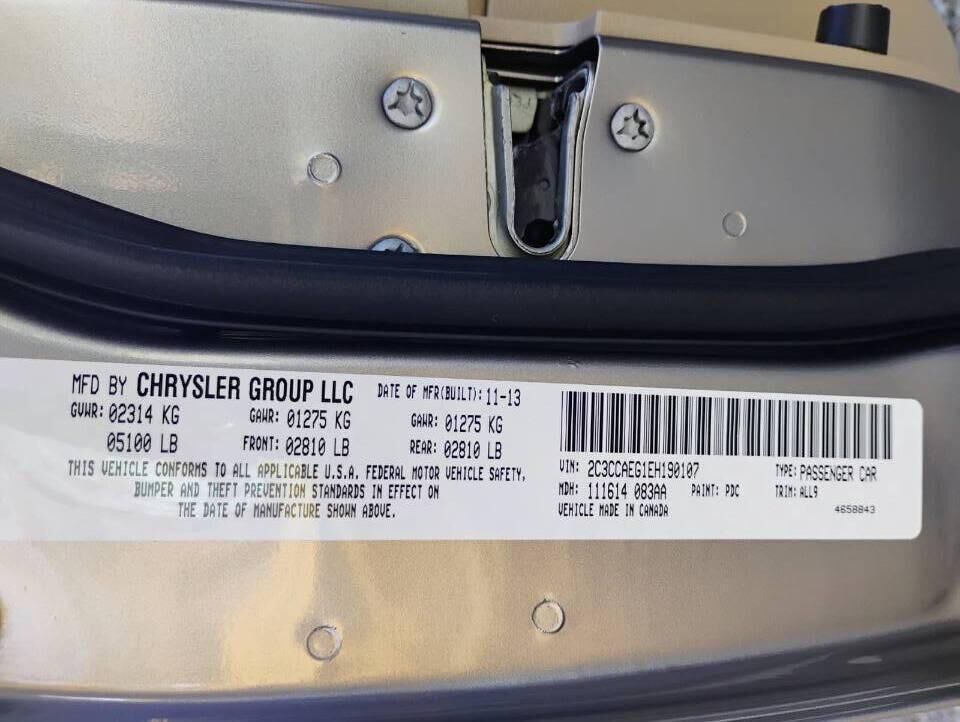 MFD BY CHRYSLER GROUP LLC DATE OF MFR(BUILT): 11-13
GVWR: 02314 KG GAWR: 01275 KG GAWR: 01275 KG
05100 LB FRONT: 02810 LB REAR: 02810 LB
THIS VEHICLE CONFORMS TO ALL APPLICABLE U.S.A. FEDERAL MOTOR VEHICLE SAFETY,
BUMPER AND THEFT PREVENTION STANDARDS IN EFFECT ON
THE DATE OF MANUFACTURE SHOWN ABOVE.
VIN: 2C3CCAEG1EH190107 TYPE: PASSENGER CAR
MDH: 111614 083AA PAINT: PDC TRIM: ALL9
VEHICLE MADE IN CANADA 4658843